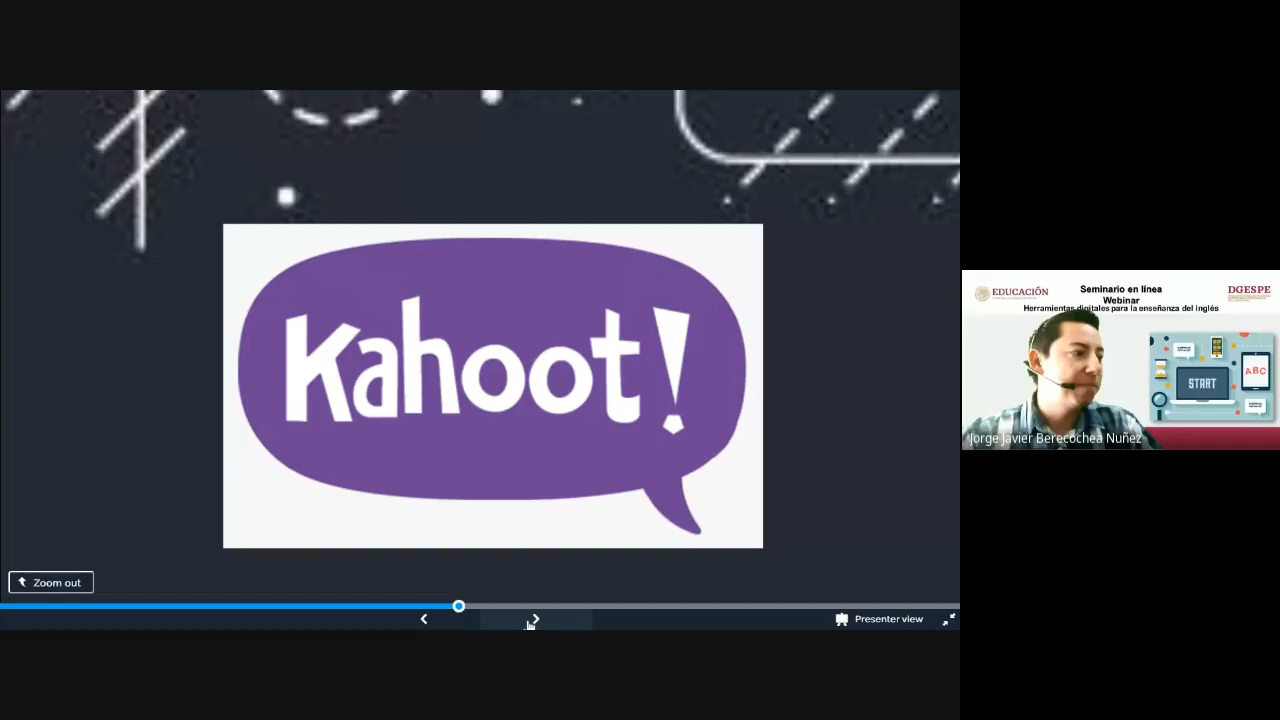 Kahoot!
Zoom out
Presenter view
EDUCACIÓN
Seminario en línea
Webinar
Herramientas digitales para la enseñanza del inglés
DGESPE
START
ABC
Jorge Javier Berecochea Nuñez